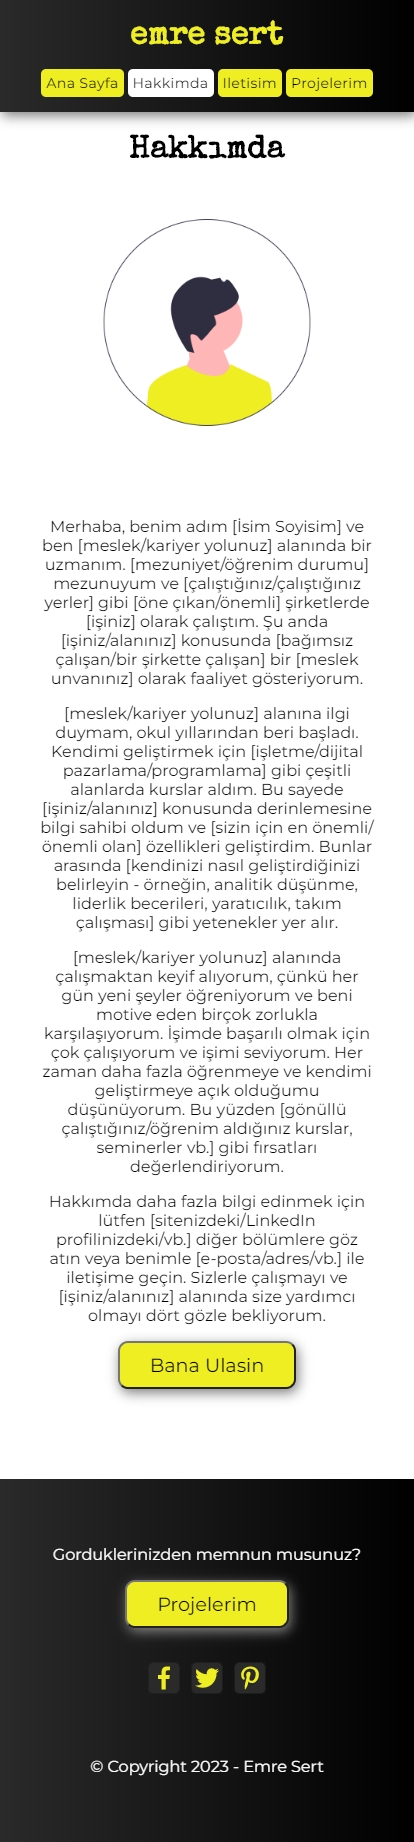 emre sert
Ana Sayfa Hakkimda Iletisim Projelerim
Hakkımda
Merhaba, benim adım [İsim Soyisim] ve
ben [meslek/kariyer yolunuz] alanında bir
uzmanım. [mezuniyet/öğrenim durumu]
mezunuyum ve [çalıştığınız/çalıştığınız
yerler] gibi [öne çıkan/önemli] şirketlerde
[işiniz] olarak çalıştım. Şu anda
[işiniz/alanınız] konusunda [bağımsız
çalışan/bir şirkette çalışan] bir [meslek
unvanınız] olarak faaliyet gösteriyorum.
[meslek/kariyer yolunuz] alanına ilgi
duymam, okul yıllarından beri başladı.
Kendimi geliştirmek için [işletme/dijital
pazarlama/programlama] gibi çeşitli
alanlarda kurslar aldım. Bu sayede
[işiniz/alanınız] konusunda derinlemesine
bilgi sahibi oldum ve [sizin için en önemli/
önemli olan] özellikleri geliştirdim. Bunlar
arasında [kendinizi nasıl geliştirdiğinizi
belirleyin - örneğin, analitik düşünme,
liderlik becerileri, yaratıcılık, takım
çalışması] gibi yetenekler yer alır.
[meslek/kariyer yolunuz] alanında
çalışmaktan keyif alıyorum, çünkü her
gün yeni şeyler öğreniyorum ve beni
motive eden birçok zorlukla
karşılaşıyorum. İşimde başarılı olmak için
çok çalışıyorum ve işimi seviyorum. Her
zaman daha fazla öğrenmeye ve kendimi
geliştirmeye açık olduğumu
düşünüyorum. Bu yüzden [gönüllü
çalıştığınız/öğrenim aldığınız kurslar,
seminerler vb.] gibi fırsatları
değerlendiriyorum.
Hakkımda daha fazla bilgi edinmek için
lütfen [sitenizdeki/LinkedIn
profilinizdeki/vb.] diğer bölümlere göz
atın veya benimle [e-posta/adres/vb.] ile
iletişime geçin. Sizlerle çalışmayı ve
[işiniz/alanınız] alanında size yardımcı
olmayı dört gözle bekliyorum.
Bana Ulasin
Gorduklerinizden memnun musunuz?
Projelerim
© Copyright 2023 - Emre Sert